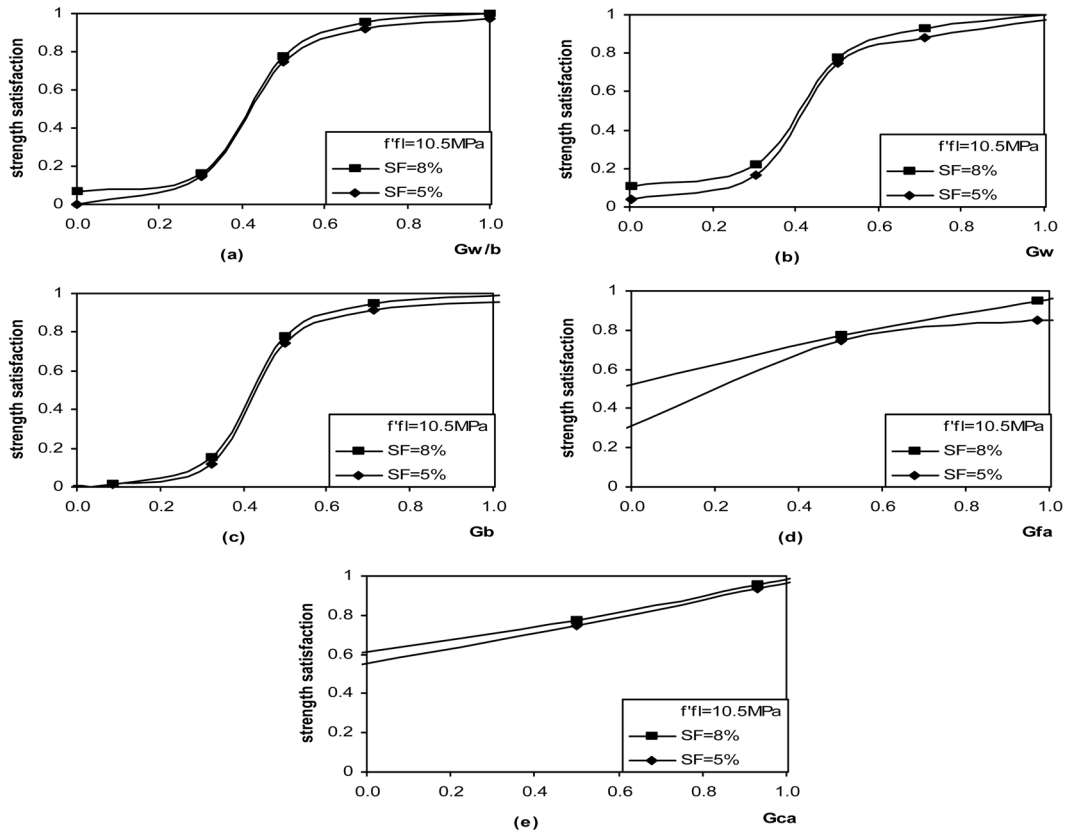 strength satisfaction
1
0.8
0.6
0.4
0.2
0
0.0 0.2 0.4 0.6 0.8 1.0
f'fl=10.5MPa
SF=8%
SF=5%
(a)
Gw/b
strength satisfaction
1
0.8
0.6
0.4
0.2
0
0.0 0.2 0.4 0.6 0.8 1.0
f'fl=10.5MPa
SF=8%
SF=5%
(b)
Gw
strength satisfaction
1
0.8
0.6
0.4
0.2
0
0.0 0.2 0.4 0.6 0.8 1.0
f'fl=10.5MPa
SF=8%
SF=5%
(c)
Gb
strength satisfaction
1
0.8
0.6
0.4
0.2
0
0.0 0.2 0.4 0.6 0.8 1.0
f'fl=10.5MPa
SF=8%
SF=5%
(d)
Gfa
strength satisfaction
1
0.8
0.6
0.4
0.2
0
0.0 0.2 0.4 0.6 0.8 1.0
f'fl=10.5MPa
SF=8%
SF=5%
(e)
Gca